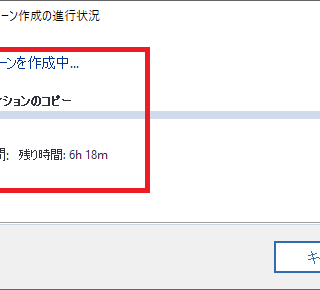 ーン作成の進行状況
ーンを作成中...
ィションのコピー
間: 残り時間: 6h 18m
キ